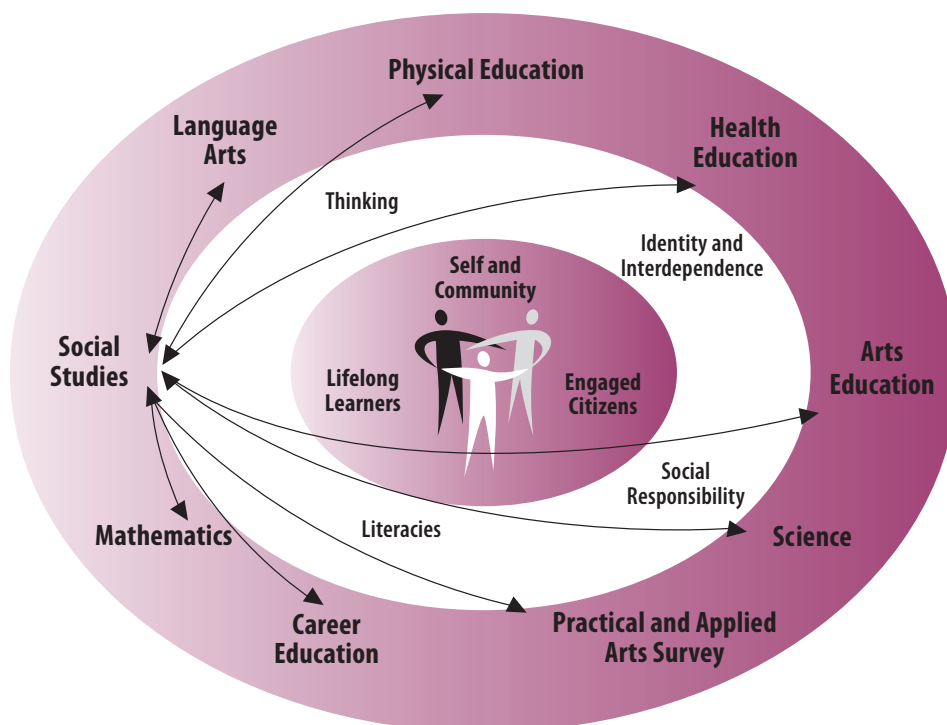 Physical Education
Language
Arts
Health
Education
Thinking
Identity and
Interdependence
Self and
Community
Social
Studies
Lifelong
Learners
Engaged
Citizens
Arts
Education
Social
Responsibility
Mathematics
Literacies
Science
Career
Education
Practical and Applied
Arts Survey